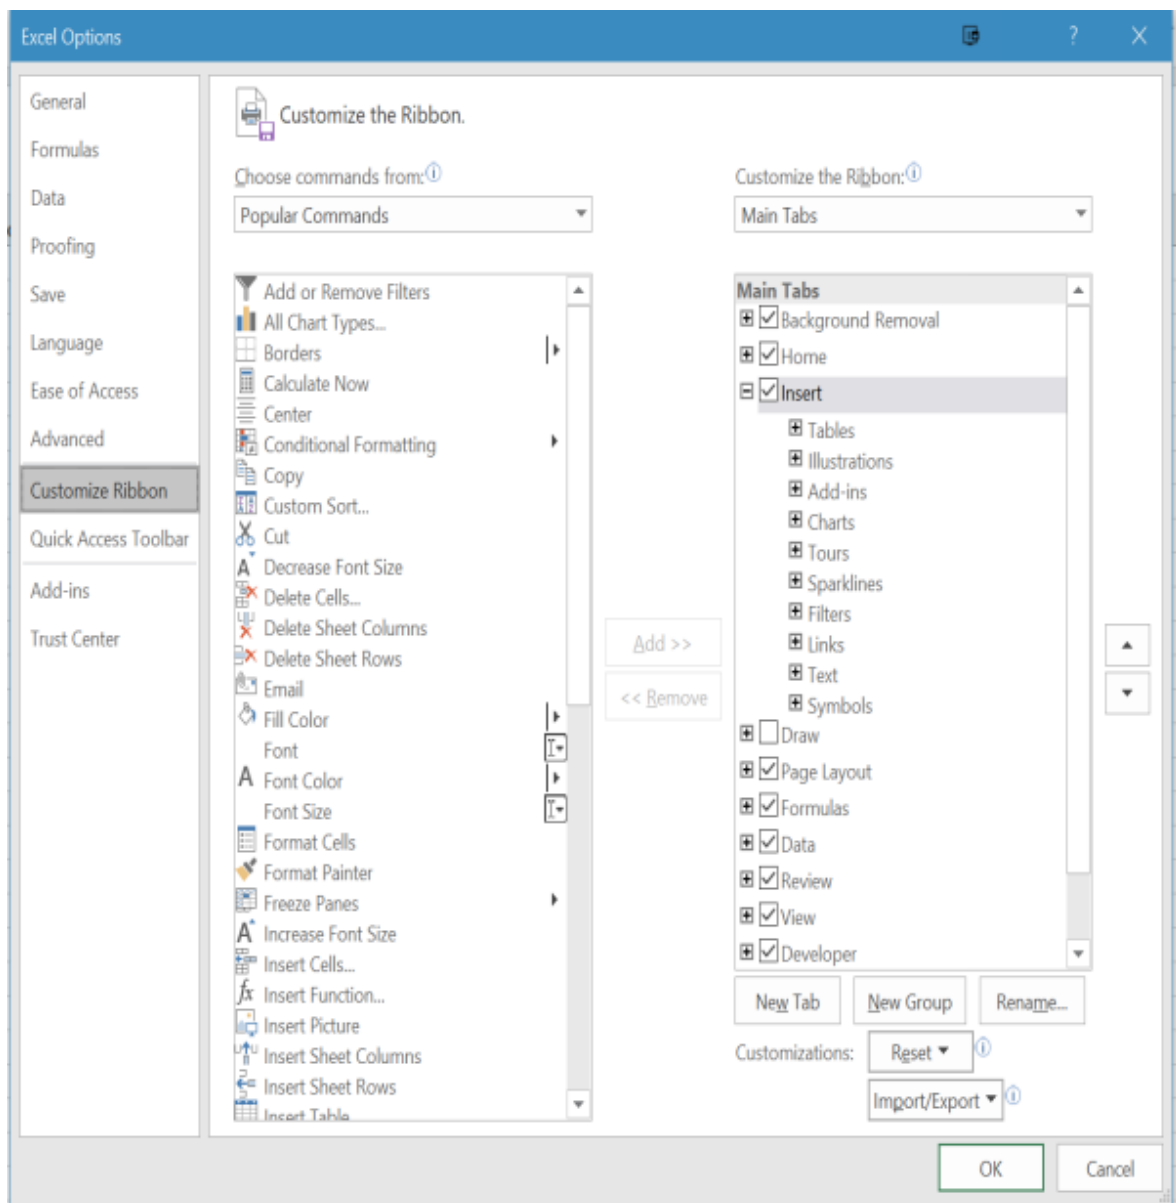 Excel Options
?
General
Formulas
Data
Proofing
Save
Language
Ease of Access
Advanced
Customize Ribbon
Quick Access Toolbar
Add-ins
Trust Center
Customize the Ribbon.
Choose commands from:
Popular Commands
Add or Remove Filters
All Chart Types...
Borders
Calculate Now
Center
Conditional Formatting
Copy
Custom Sort...
Cut
Decrease Font Size
Delete Cells...
Delete Sheet Columns
Delete Sheet Rows
Email
Fill Color
Font
Font Color
Font Size
Format Cells
Format Painter
Freeze Panes
Increase Font Size
Insert Cells...
Insert Function...
Insert Picture
Insert Sheet Columns
Insert Sheet Rows
Insert Table
Add >>
<< Remove
Customize the Ribbon:
Main Tabs
Main Tabs
Background Removal
Home
Insert
Tables
Illustrations
Add-ins
Charts
Tours
Sparklines
Filters
Links
Text
Symbols
Draw
Page Layout
Formulas
Data
Review
View
Developer
New Tab
New Group
Rename...
Customizations:
Reset
Import/Export
OK
Cancel